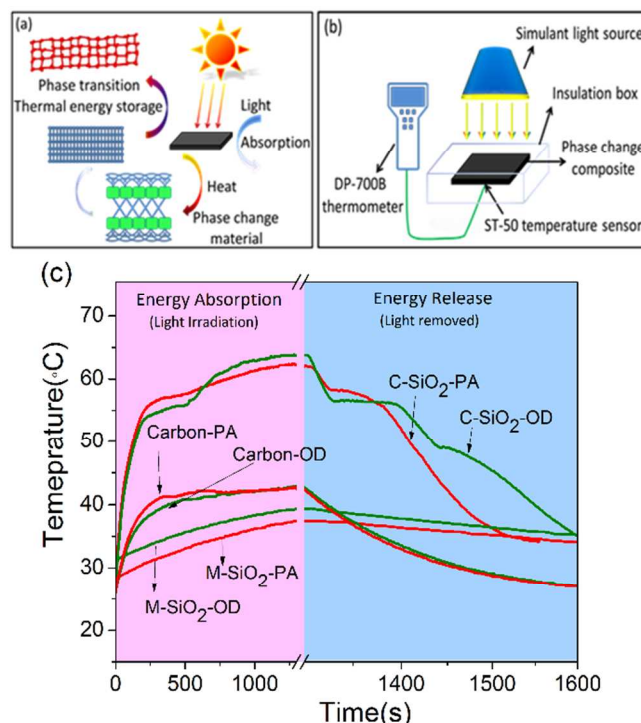 (a)
Phase transition
Thermal energy storage
Light
Absorption
Heat
Phase change
material
(b)
Simulant light source
Insulation box
Phase change
composite
DP-700B
thermometer
ST-50 temperature sensor
(c)
Energy Absorption
(Light Irradiation)
Energy Release
(Light removed)
C-SiO2-PA
C-SiO2-OD
Carbon-PA
Carbon-OD
M-SiO2-PA
M-SiO2-OD
Temeprature(°C)
70
60
50
40
30
20
0
500
1000
1400
1500
1600
Time(s)